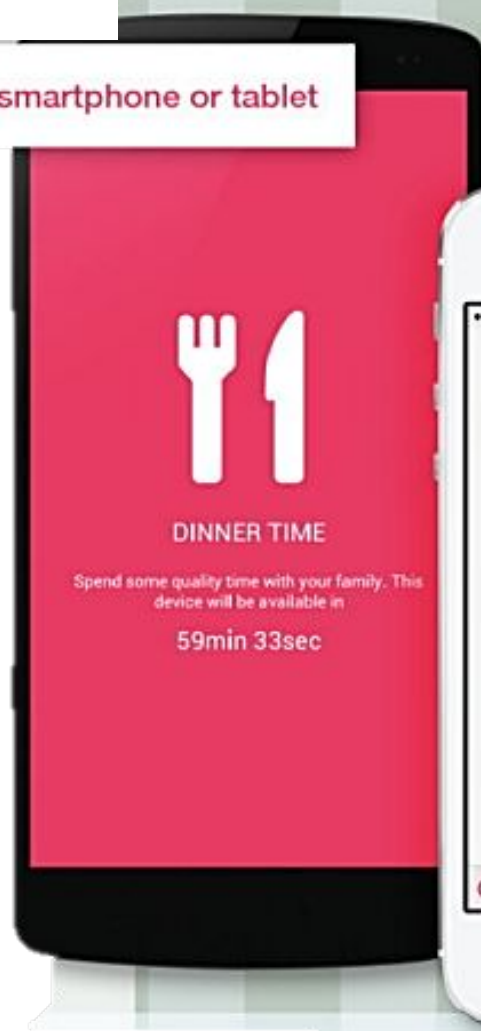 smartphone or tablet
DINNER TIME
Spend some quality time with your family. This
device will be available in
59min 33sec